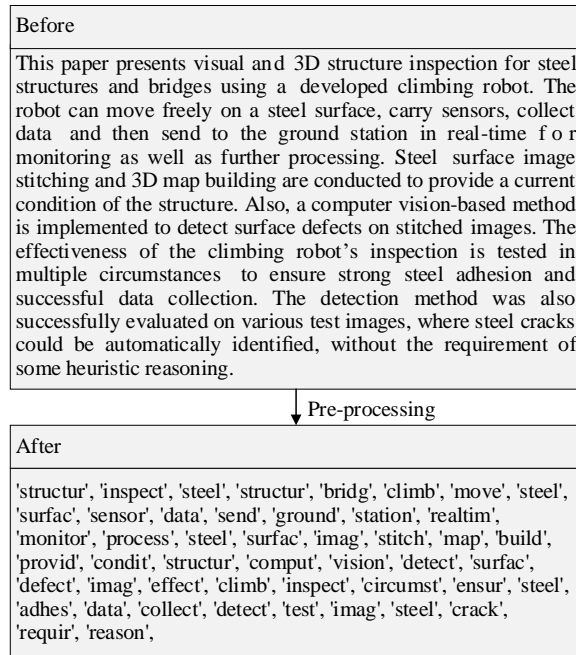 Before
This paper presents visual and 3D structure inspection for steel
structures and bridges using a developed climbing robot. The
robot can move freely on a steel surface, carry sensors, collect
data and then send to the ground station in real-time f o r
monitoring as well as further processing. Steel surface image
stitching and 3D map building are conducted to provide a current
condition of the structure. Also, a computer vision-based method
is implemented to detect surface defects on stitched images. The
effectiveness of the climbing robot’s inspection is tested in
multiple circumstances to ensure strong steel adhesion and
successful data collection. The detection method was also
successfully evaluated on various test images, where steel cracks
could be automatically identified, without the requirement of
some heuristic reasoning.
Pre-processing
After
'structur', 'inspect', 'steel', 'structur', 'bridg', 'climb', 'move', 'steel',
'surfac', 'sensor', 'data', 'send', 'ground', 'station', 'realtim',
'monitor', 'process', 'steel', 'surfac', 'imag', 'stitch', 'map', 'build',
'provid', 'condit', 'structur', 'comput', 'vision', 'detect', 'surfac',
'defect', 'imag', 'effect', 'climb', 'inspect', 'circumst', 'ensur', 'steel',
'adhes', 'data', 'collect', 'detect', 'test', 'imag', 'steel', 'crack',
'requir', 'reason',